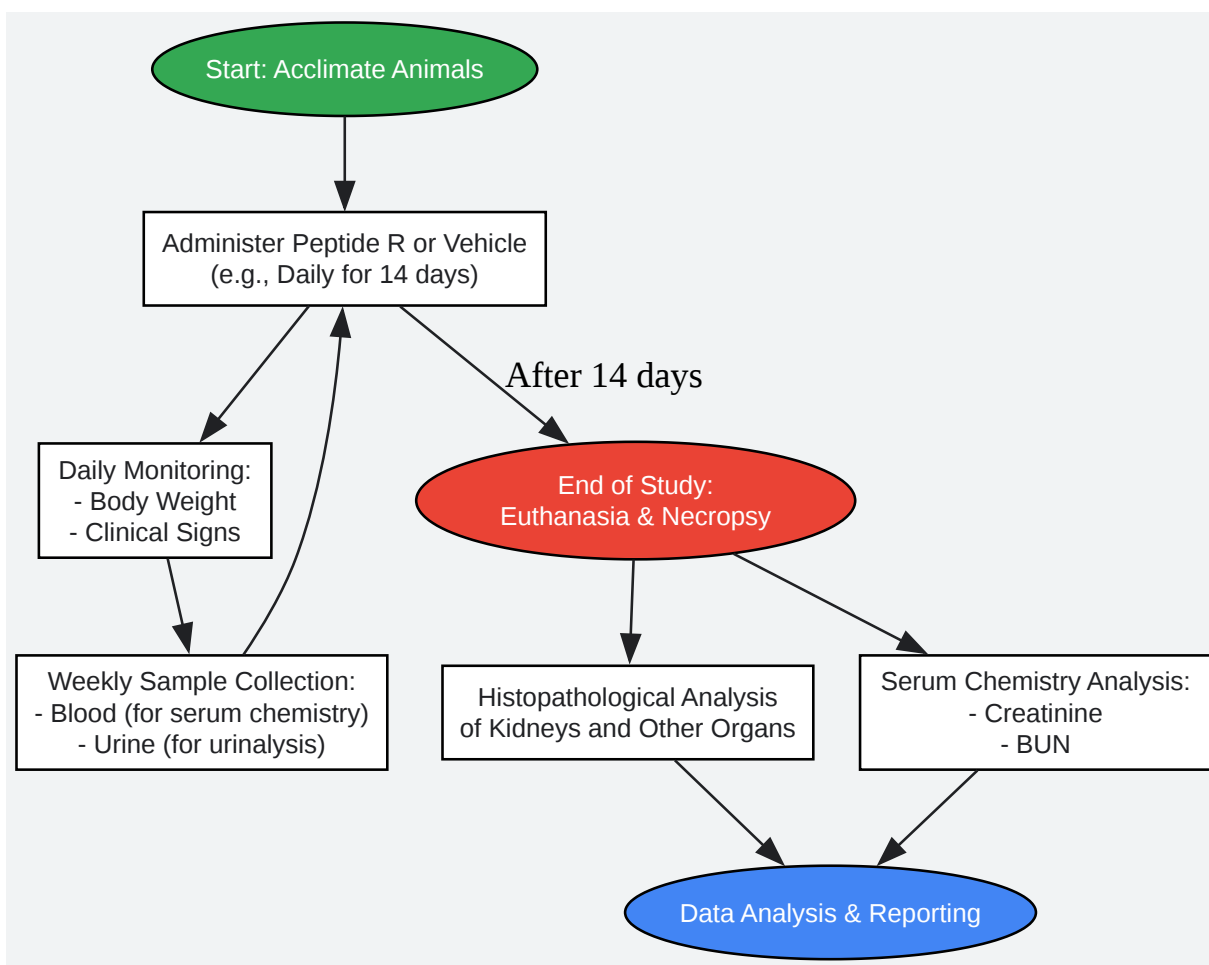 Start: Acclimate Animals
Administer Peptide R or Vehicle
(e.g., Daily for 14 days)
After 14 days
Daily Monitoring:
- Body Weight
- Clinical Signs
End of Study:
Euthanasia & Necropsy
Weekly Sample Collection:
- Blood (for serum chemistry)
- Urine (for urinalysis)
Histopathological Analysis
of Kidneys and Other Organs
Serum Chemistry Analysis:
- Creatinine
- BUN
Data Analysis & Reporting